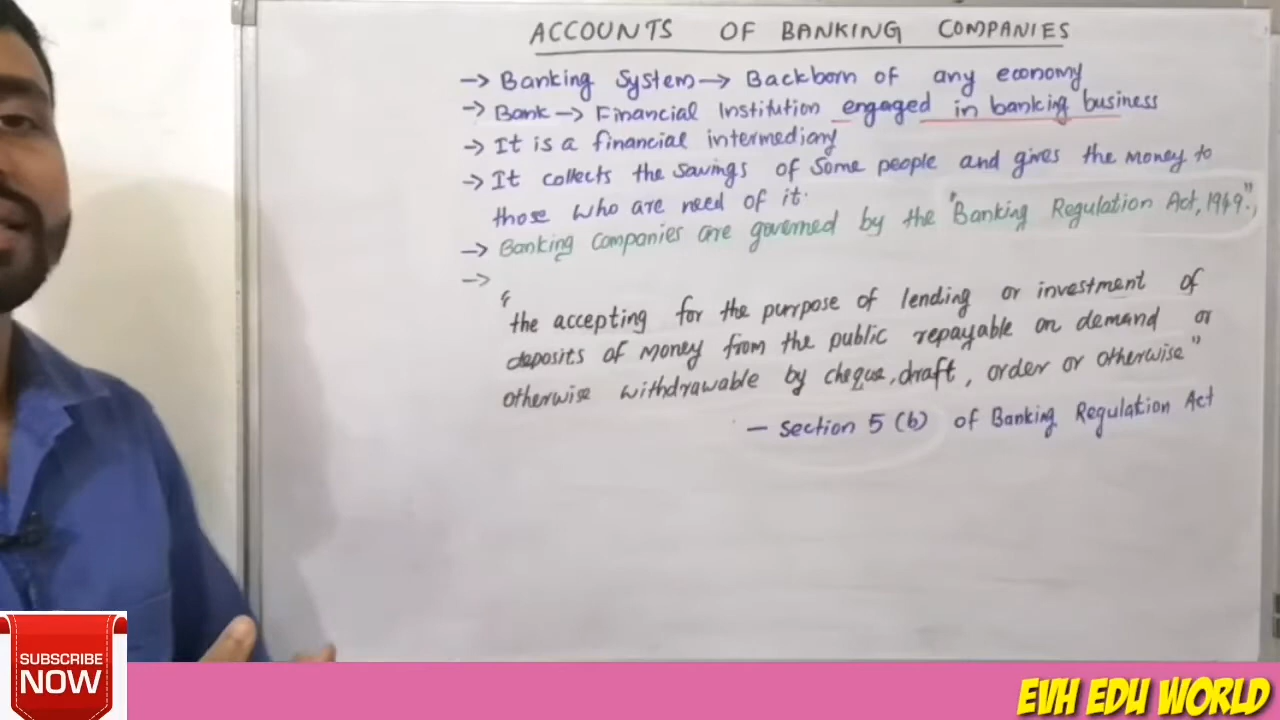 ACCOUNTS OF BANKING COMPANIES
→ Banking System → Backborn of any economy
→ Bank → Financial Institution engaged in banking business
→ It is a financial intermediary
→ It collects the savings of Some people and gives the money to
those who are need of it.
→ Banking Companies are governed by the "Banking Regulation Act, 1949."
→
"the accepting for the purpose of lending or investment of
deposits of money from the public repayable on demand or
otherwise withdrawable by cheque, draft, order or otherwise"
— Section 5 (b) of Banking Regulation Act
SUBSCRIBE
NOW
EVH EDU WORLD